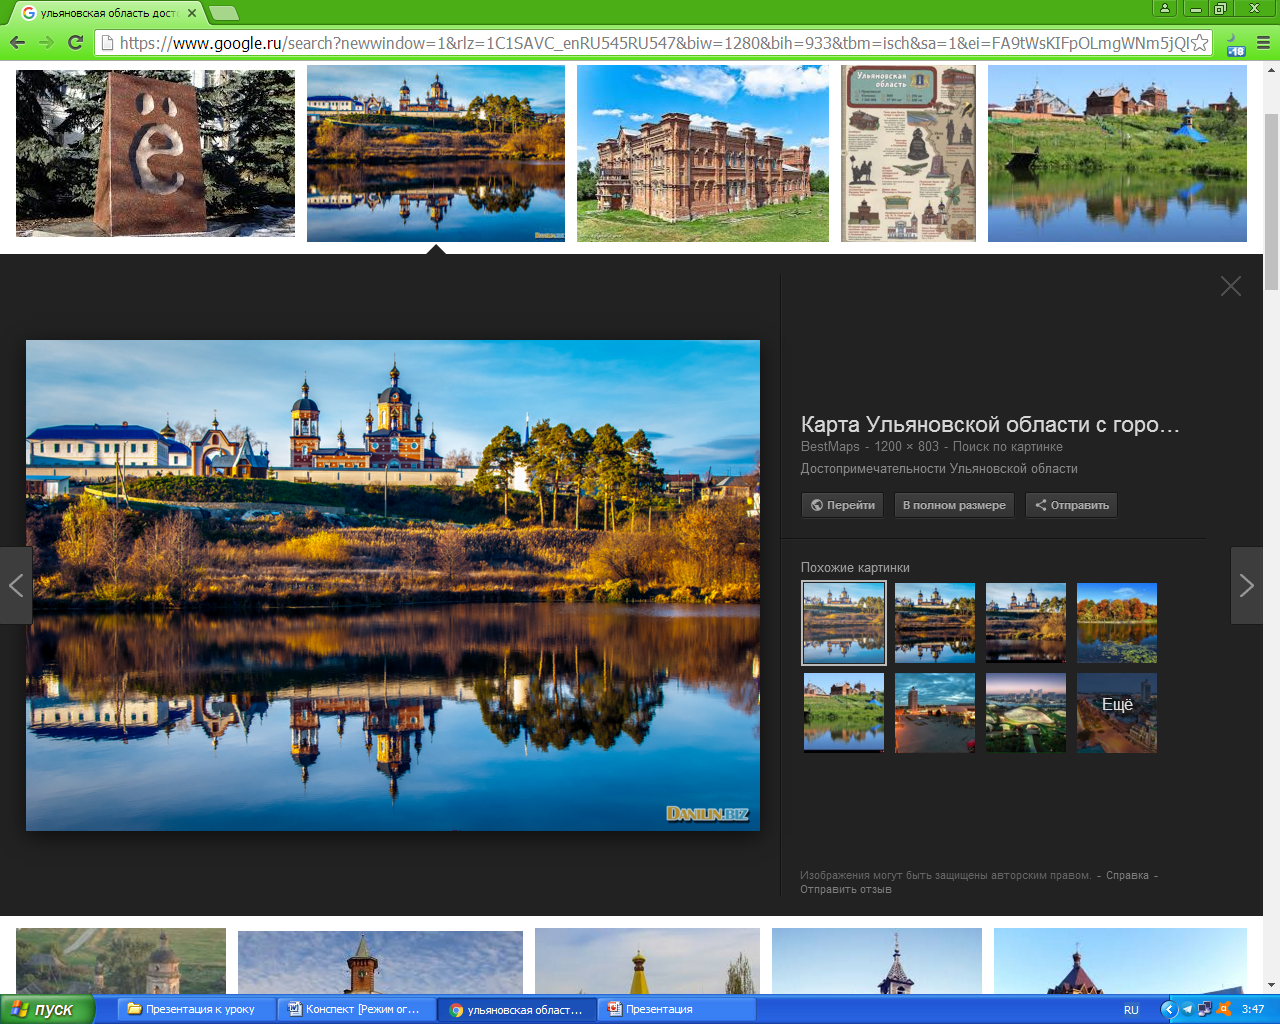 ульяновская область дост
https://www.google.ru/search?newwindow=1&rlz=1C1SAVC_enRU545RU547&biw=1280&bih=933&tbm=isch&sa=1&ei=FA9tWsKIFpOLmgWNm5jQI
-18
ё
Ульяновская
область
Карта Ульяновской области с горо…
BestMaps - 1200 × 803 - Поиск по картинке
Достопримечательности Ульяновской области
Перейти
В полном размере
Отправить
Похожие картинки
Ещё
DANILIN.BIZ
Изображения могут быть защищены авторским правом. - Справка -
Отправить отзыв
пуск
Презентация к уроку
Конспект [Режим ог...
ульяновская област...
Презентация
RU
3:47